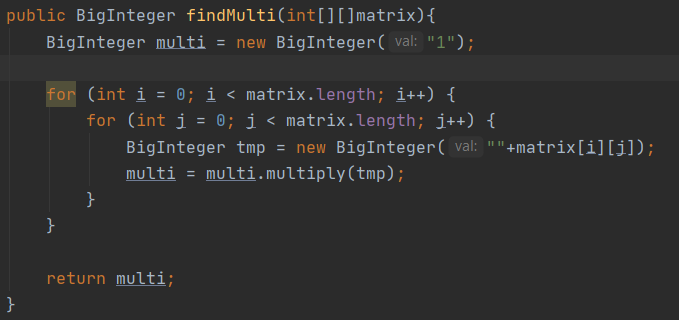 public BigInteger findMulti(int[][]matrix){
    BigInteger multi = new BigInteger( val: "1");

    for (int i = 0; i < matrix.length; i++) {
        for (int j = 0; j < matrix.length; j++) {
            BigInteger tmp = new BigInteger( val: ""+matrix[i][j]);
            multi = multi.multiply(tmp);
        }
    }

    return multi;
}